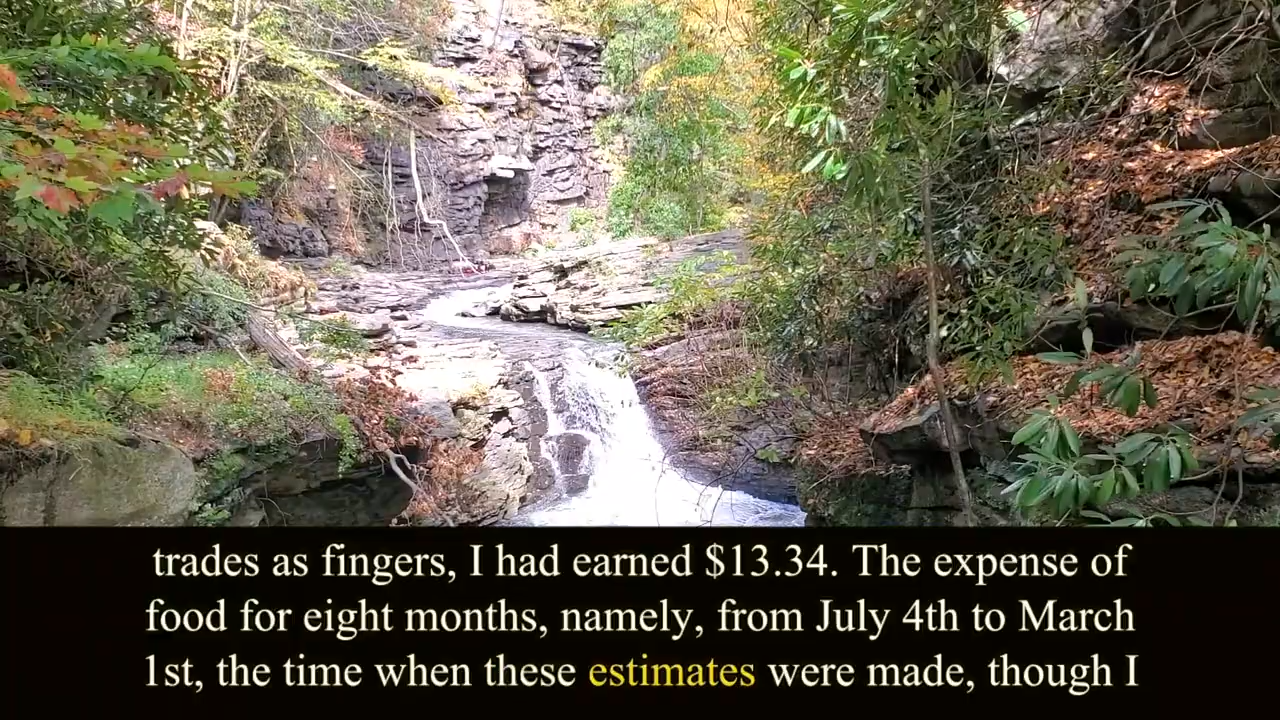 trades as fingers, I had earned $13.34. The expense of
food for eight months, namely, from July 4th to March
1st, the time when these estimates were made, though I